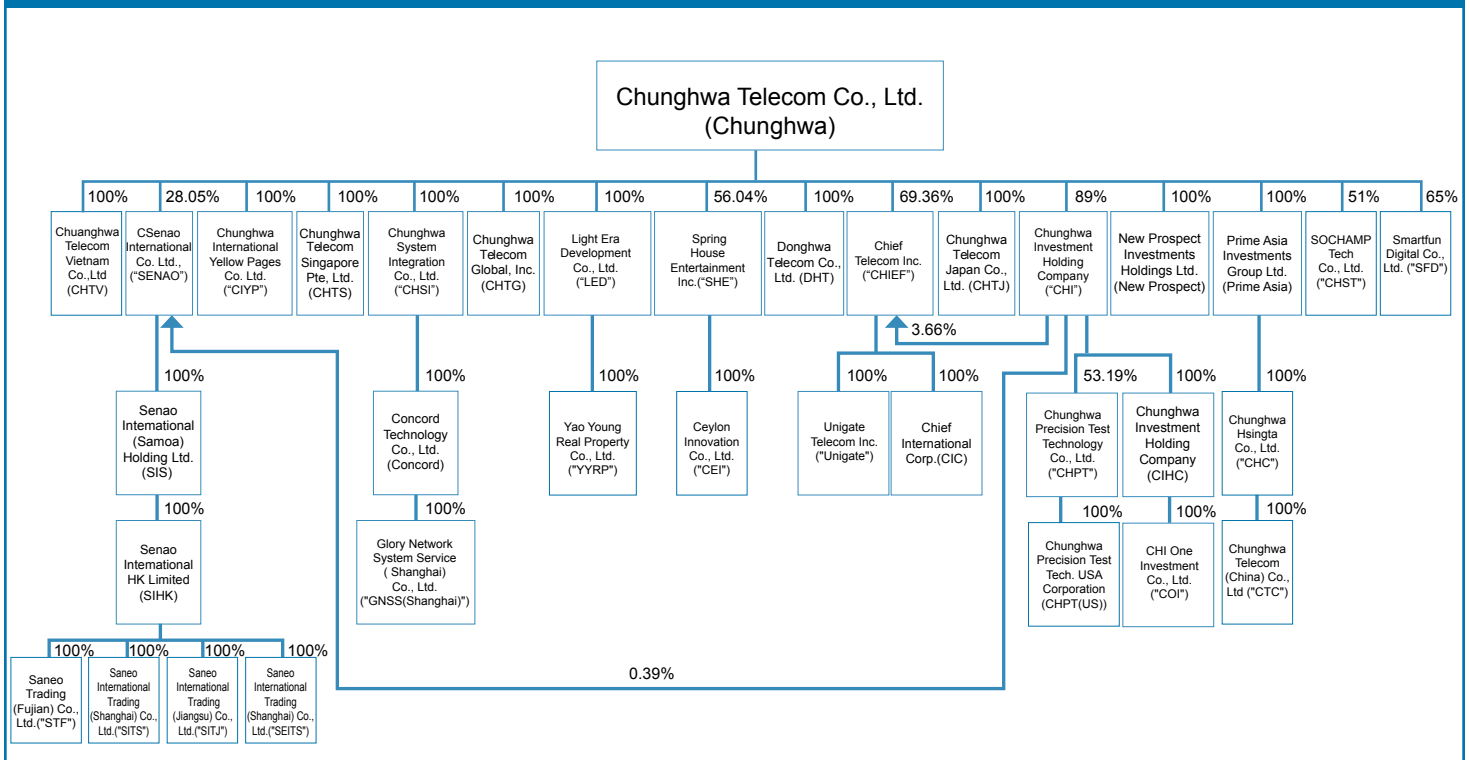 Chunghwa Telecom Co., Ltd.
(Chunghwa)
100%
28.05%
100%
100%
100%
100%
100%
56.04%
100%
69.36%
100%
89%
100%
100%
51%
65%
Chuanghwa
Telecom
Vietnam
Co.,Ltd
(CHTV)
CSenao
International
Co. Ltd.,
(“SENAO”)
Chunghwa
International
Yellow Pages
Co. Ltd.
(“CIYP”)
Chunghwa
Telecom
Singapore
Pte, Ltd.
(CHTS)
Chunghwa
System
Integration
Co., Ltd.
(“CHSI”)
Chunghwa
Telecom
Global, Inc.
(CHTG)
Light Era
Development
Co., Ltd.
(“LED”)
Spring
House
Entertainment
Inc.(“SHE”)
Donghwa
Telecom Co.,
Ltd. (DHT)
Chief
Telecom Inc.
(“CHIEF”)
Chunghwa
Telecom
Japan Co.,
Ltd. (CHTJ)
Chunghwa
Investment
Holding
Company
(“CHI”)
New Prospect
Investments
Holdings Ltd.
(New Prospect)
Prime Asia
Investments
Group Ltd.
(Prime Asia)
SOCHAMP
Tech
Co., Ltd.
"CHST")
Smartfun
Digital Co.,
Ltd. ("SFD")
3.66%
100%
100%
100%
100%
100%
100%
53.19%
100%
100%
Senao
International
(Samoa)
Holding Ltd.
(SIS)
Concord
Technology
Co., Ltd.
(Concord)
Yao Young
Real Property
Co., Ltd.
("YYRP")
Ceylon
Innovation
Co., Ltd.
("CEI")
Unigate
Telecom Inc.
("Unigate")
Chief
International
Corp.(CIC)
Chunghwa
Precision Test
Technology
Co., Ltd.
("CHPT")
Chunghwa
Investment
Holding
Company
(CIHC)
Chunghwa
Hsingta
Co., Ltd.
("CHC")
100%
100%
100%
100%
100%
Senao
International
HK Limited
(SIHK)
Glory Network
System Service
( Shanghai)
Co., Ltd.
("GNSS(Shanghai)")
Chunghwa
Precision Test
Tech. USA
Corporation
(CHPT(US))
CHI One
Investment
Co., Ltd.
("COI")
Chunghwa
Telecom
(China) Co.,
Ltd ("CTC")
100%
100%
100%
100%
0.39%
Saneo
Trading
(Fujian) Co.,
Ltd.("STF")
Saneo
International
Trading
(Shanghai) Co.,
Ltd.("SITS")
Saneo
International
Trading
(Jiangsu) Co.,
Ltd.("SITJ")
Saneo
International
Trading
(Shanghai) Co.,
Ltd.("SEITS")